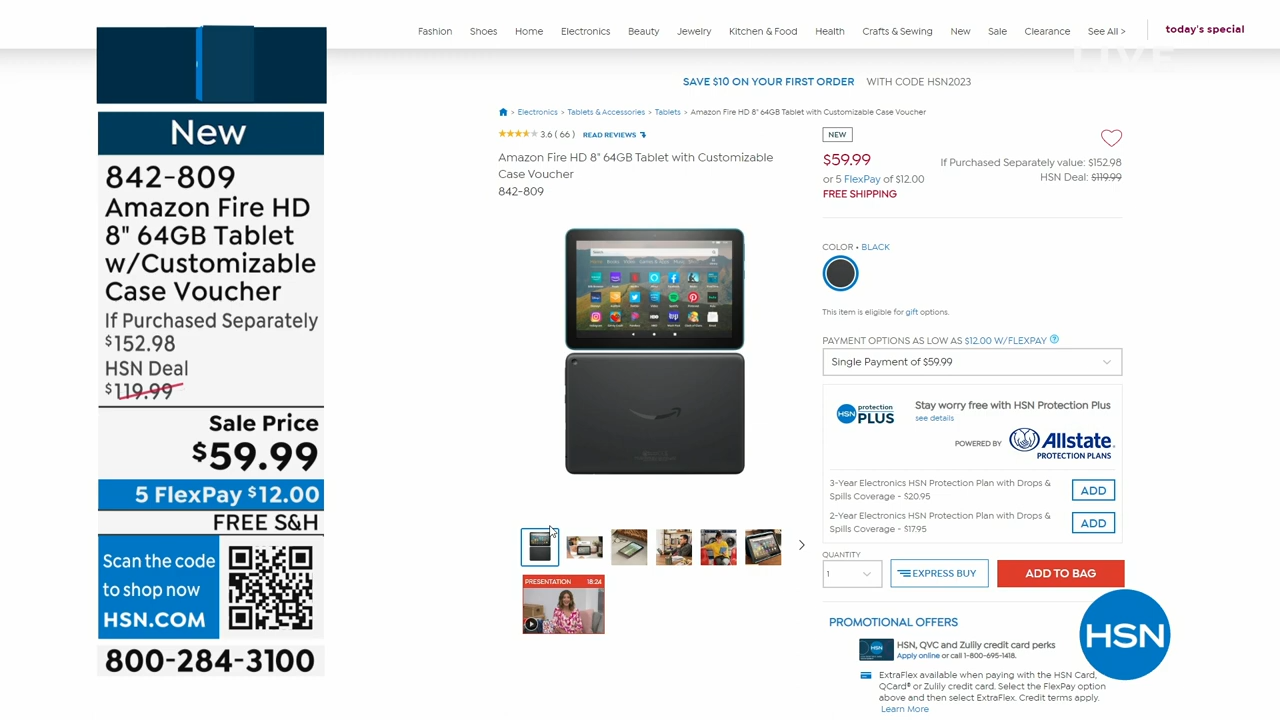 New
842-809
Amazon Fire HD
8" 64GB Tablet
w/Customizable
Case Voucher
If Purchased Separately
$152.98
HSN Deal
$119.99
Sale Price
$59.99
5 FlexPay $12.00
FREE S&H
Scan the code
to shop now
HSN.COM
800-284-3100
Fashion Shoes Home Electronics Beauty Jewelry Kitchen & Food Health Crafts & Sewing New Sale Clearance See All > today's special
LIVE
SAVE $10 ON YOUR FIRST ORDER WITH CODE HSN2023
> Electronics > Tablets & Accessories > Tablets > Amazon Fire HD 8" 64GB Tablet with Customizable Case Voucher
3.6 ( 66 ) READ REVIEWS
Amazon Fire HD 8" 64GB Tablet with Customizable
Case Voucher
842-809
PRESENTATION 18:24
NEW
$59.99
or 5 FlexPay of $12.00
FREE SHIPPING
If Purchased Separately value: $152.98
HSN Deal: $119.99
COLOR • BLACK
This item is eligible for gift options.
PAYMENT OPTIONS AS LOW AS $12.00 W/FLEXPAY ?
Single Payment of $59.99
HSN protection
PLUS
Stay worry free with HSN Protection Plus
see details
POWERED BY Allstate
PROTECTION PLANS
3-Year Electronics HSN Protection Plan with Drops &
Spills Coverage - $20.95
ADD
2-Year Electronics HSN Protection Plan with Drops &
Spills Coverage - $17.95
ADD
QUANTITY
1 EXPRESS BUY ADD TO BAG
PROMOTIONAL OFFERS
HSN, QVC and Zulily credit card perks
Apply online or call 1-800-695-1418.
ExtraFlex available when paying with the HSN Card,
QCard® or Zulily credit card. Select the FlexPay option
above and then select ExtraFlex. Credit terms apply.
Learn More
HSN